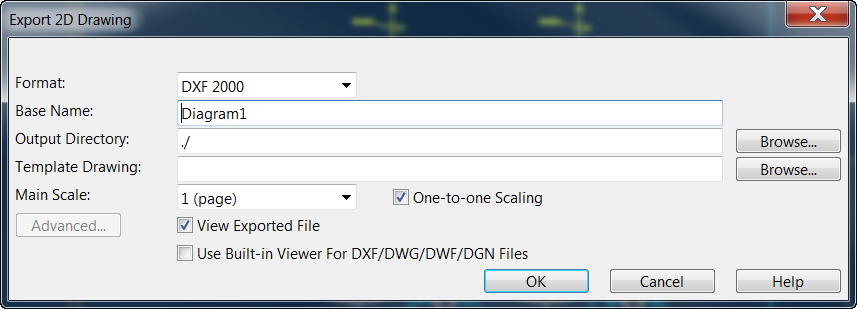 Export 2D Drawing
Format: DXF 2000
Base Name: Diagram1
Output Directory: ./ Browse...
Template Drawing: Browse...
Main Scale: 1 (page) One-to-one Scaling
Advanced... View Exported File
Use Built-in Viewer For DXF/DWG/DWF/DGN Files
OK Cancel Help